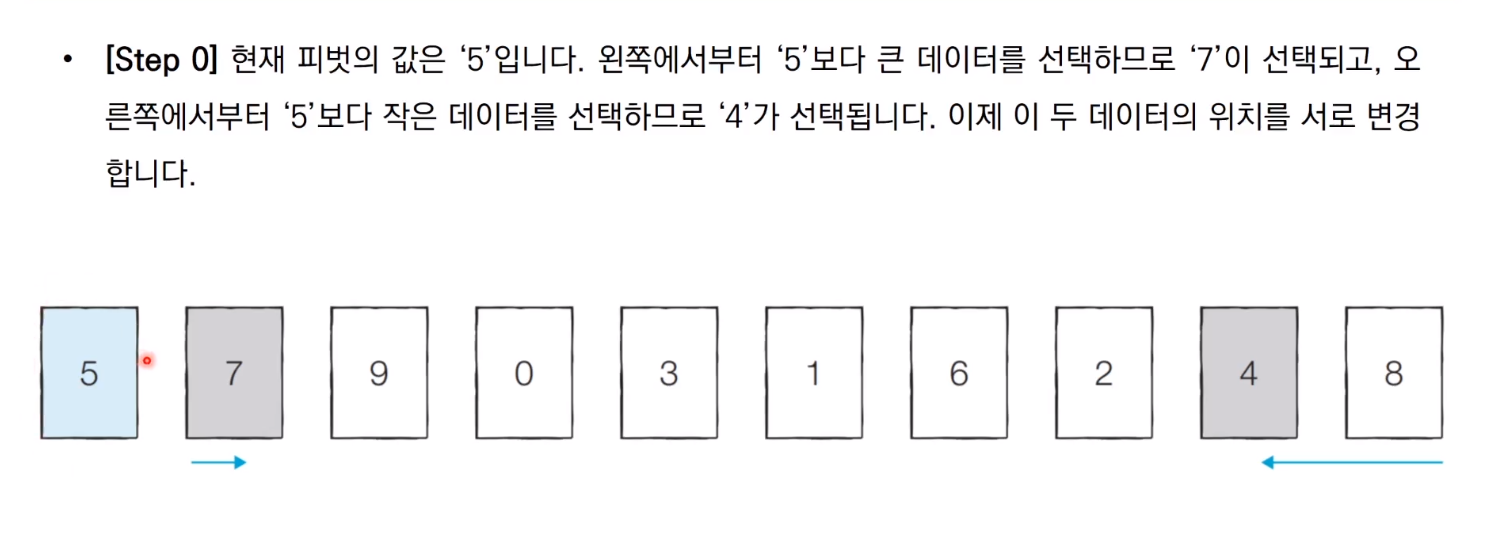 • [Step 0] 현재 피벗의 값은 ‘5’입니다. 왼쪽에서부터 ‘5’보다 큰 데이터를 선택하므로 ‘7’이 선택되고, 오
른쪽에서부터 ‘5’보다 작은 데이터를 선택하므로 ‘4’가 선택됩니다. 이제 이 두 데이터의 위치를 서로 변경
합니다.
5 7 9 0 3 1 6 2 4 8